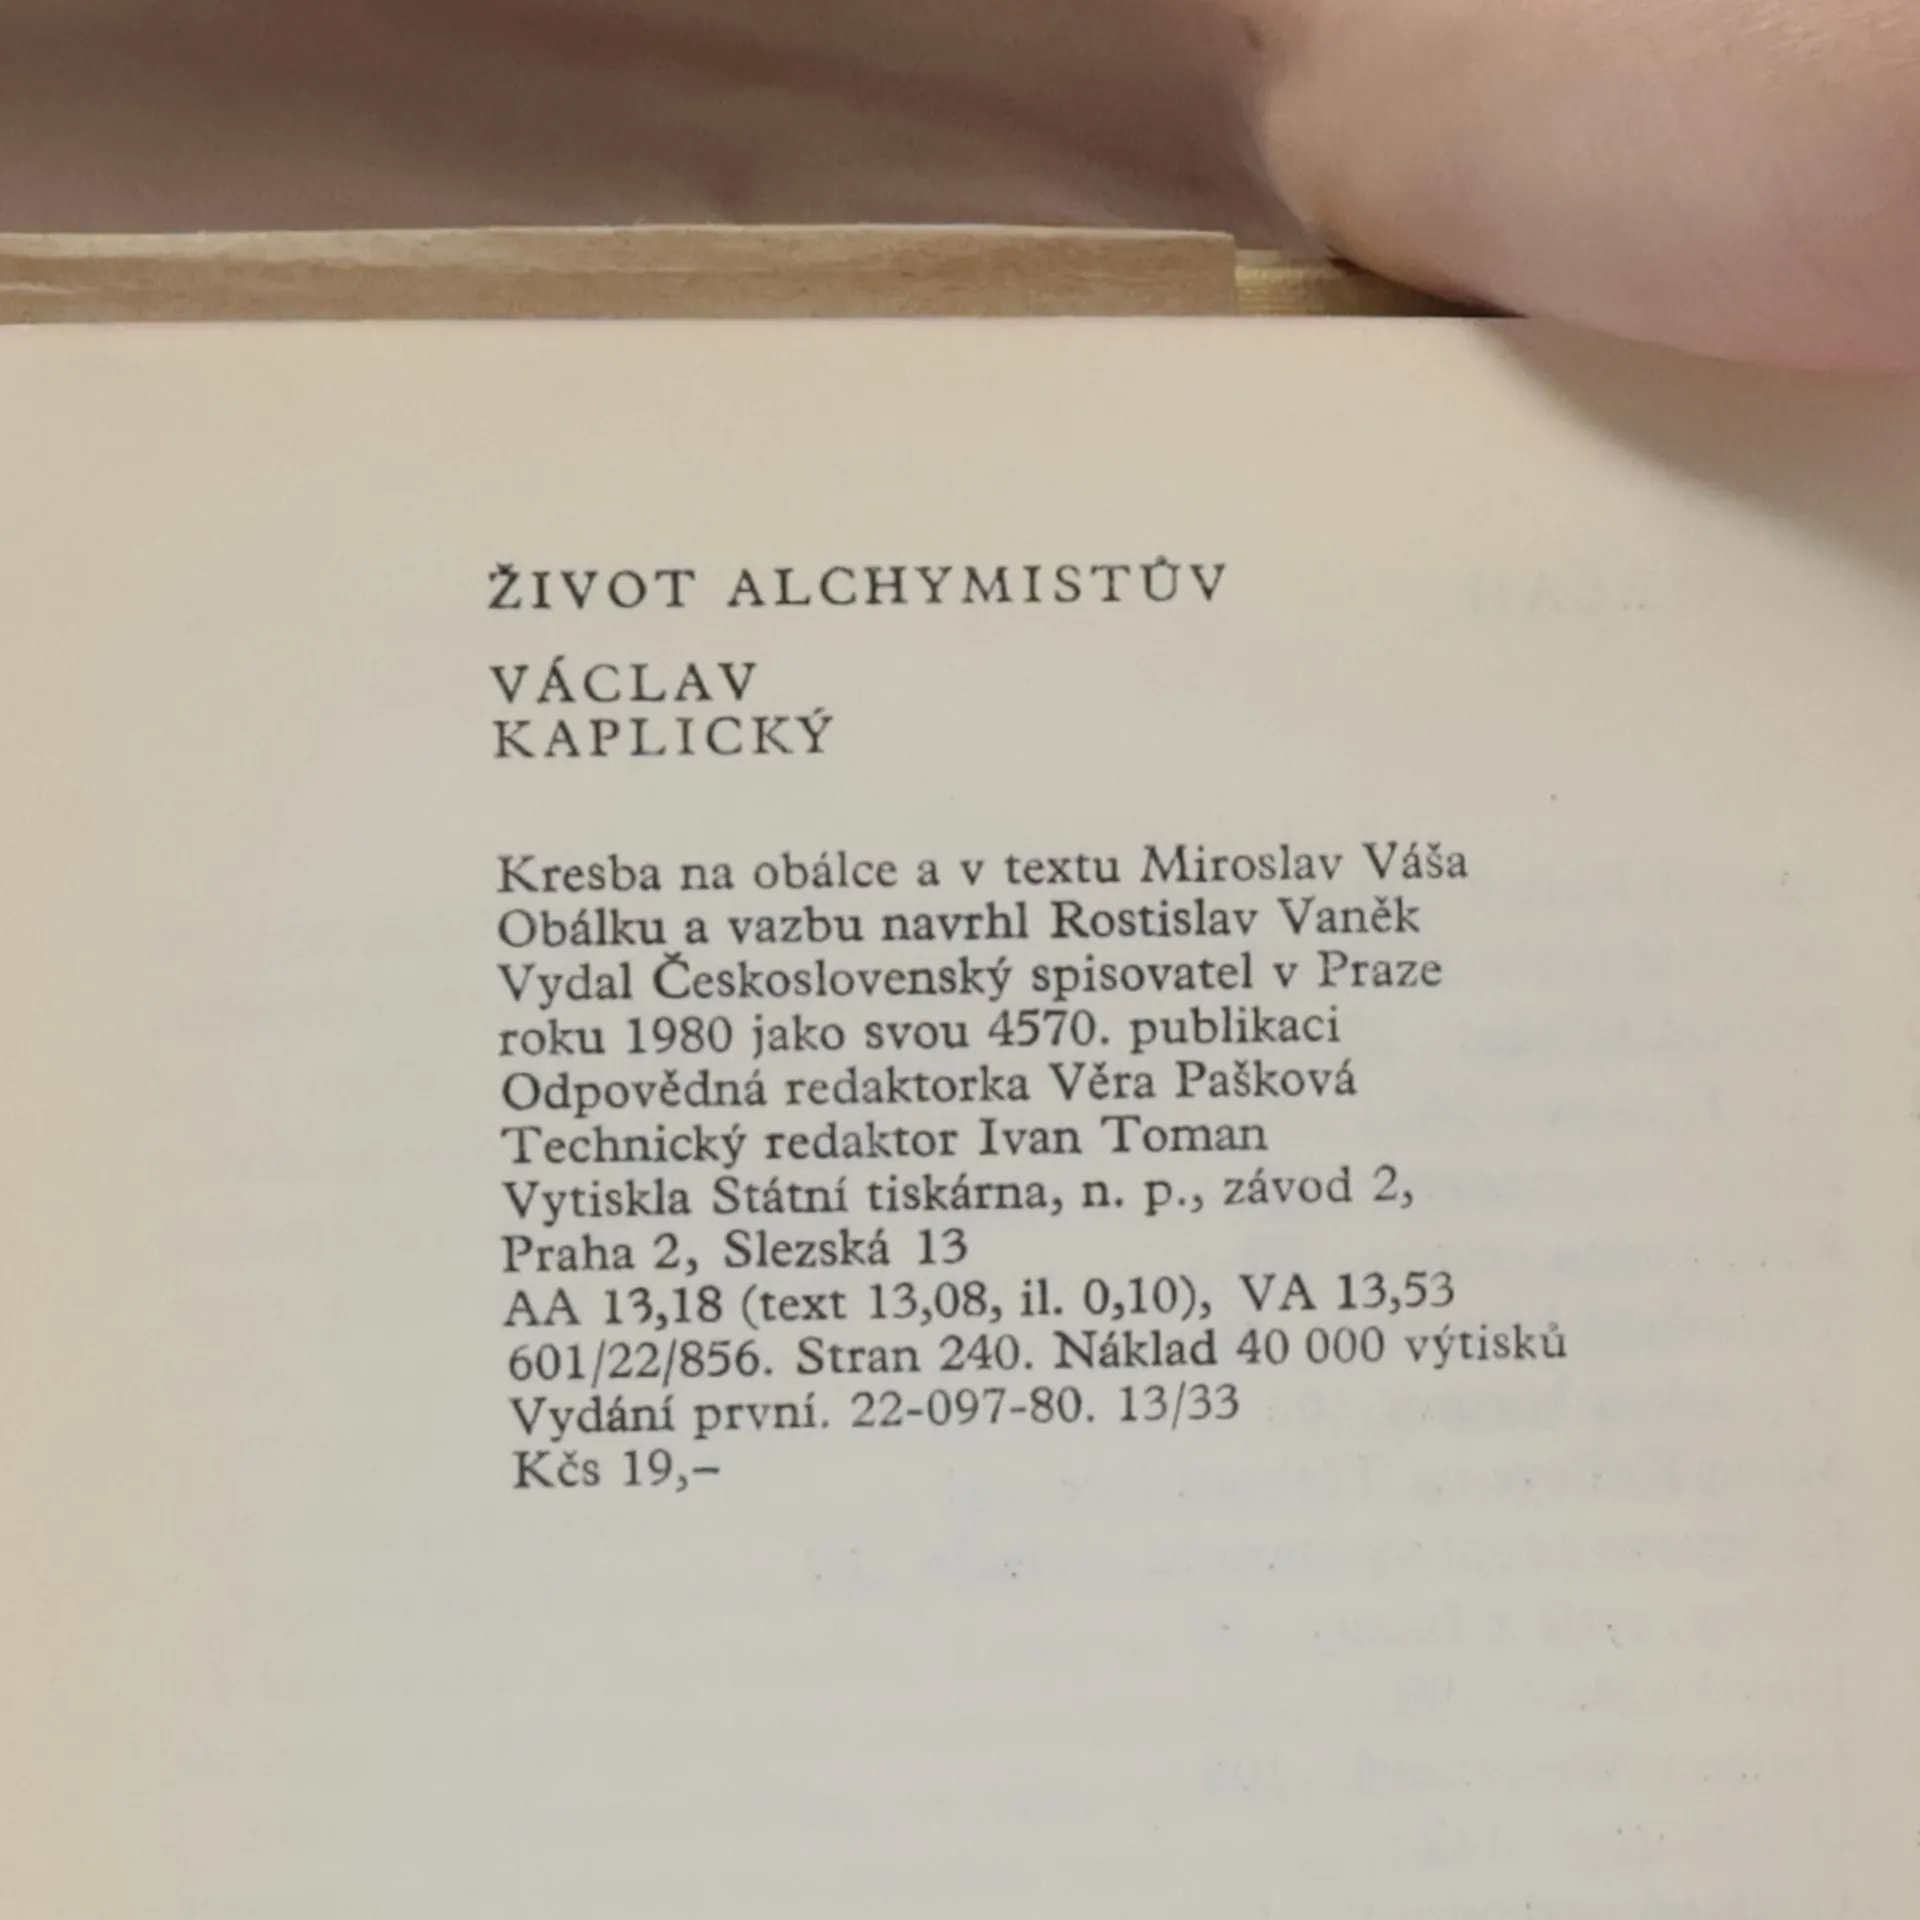 ŽIVOT ALCHYMISTŮV
VÁCLAV
KAPLICKÝ
Kresba na obálce a v textu Miroslav Váša
Obálku a vazbu navrhl Rostislav Vaněk
Vydal Československý spisovatel v Praze
roku 1980 jako svou 4570. publikaci
Odpovědná redaktorka Věra Pašková
Technický redaktor Ivan Toman
Vytiskla Státní tiskárna, n. p., závod 2,
Praha 2, Slezská 13
AA 13,18 (text 13,08, il. 0,10), VA 13,53
601/22/856. Stran 240. Náklad 40 000 výtisků
Vydání první. 22-097-80. 13/33
Kčs 19,–